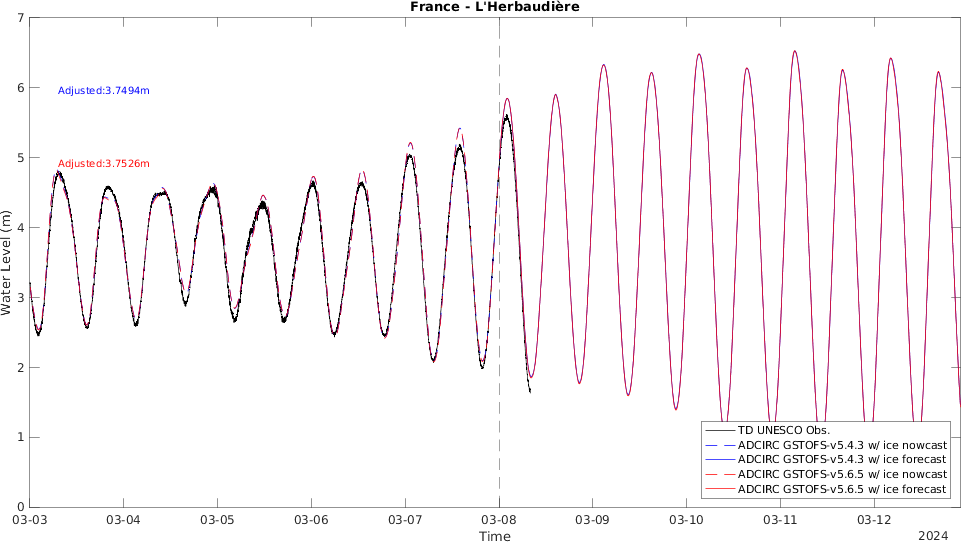 France - L'Herbaudière
7
6
5
4
3
2
1
0
Water Level (m)
Adjusted:3.7494m
Adjusted:3.7526m
TD UNESCO Obs.
ADCIRC GSTOFS-v5.4.3 w/ ice nowcast
ADCIRC GSTOFS-v5.4.3 w/ ice forecast
ADCIRC GSTOFS-v5.6.5 w/ ice nowcast
ADCIRC GSTOFS-v5.6.5 w/ ice forecast
03-03 03-04 03-05 03-06 03-07 03-08 03-09 03-10 03-11 03-12
Time
2024